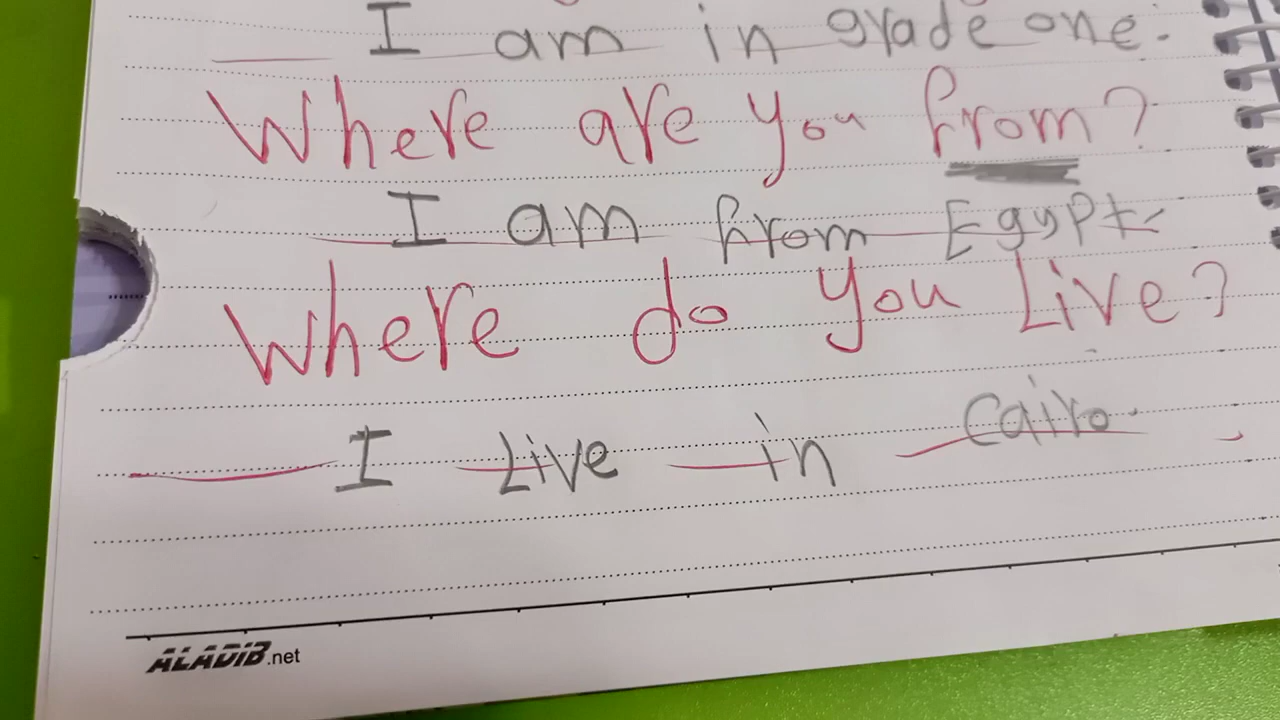 I am in grade one.
Where are you from?
I am from Egypt.
Where do you Live?
I Live in Cairo.
ALADIB.net